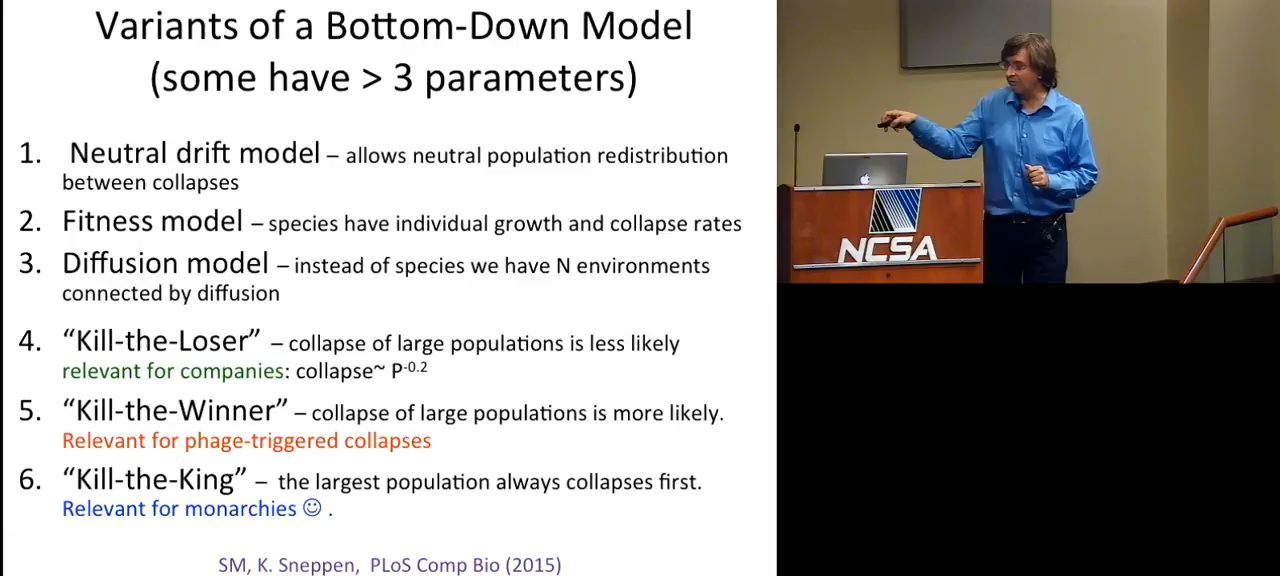 Variants of a Bottom-Down Model
(some have > 3 parameters)
1. Neutral drift model – allows neutral population redistribution
between collapses
2. Fitness model – species have individual growth and collapse rates
3. Diffusion model – instead of species we have N environments
connected by diffusion
4. “Kill-the-Loser” – collapse of large populations is less likely
relevant for companies: collapse~ P^-0.2
5. “Kill-the-Winner” – collapse of large populations is more likely.
Relevant for phage-triggered collapses
6. “Kill-the-King” – the largest population always collapses first.
Relevant for monarchies ☺ .
SM, K. Sneppen, PLoS Comp Bio (2015)
NCSA